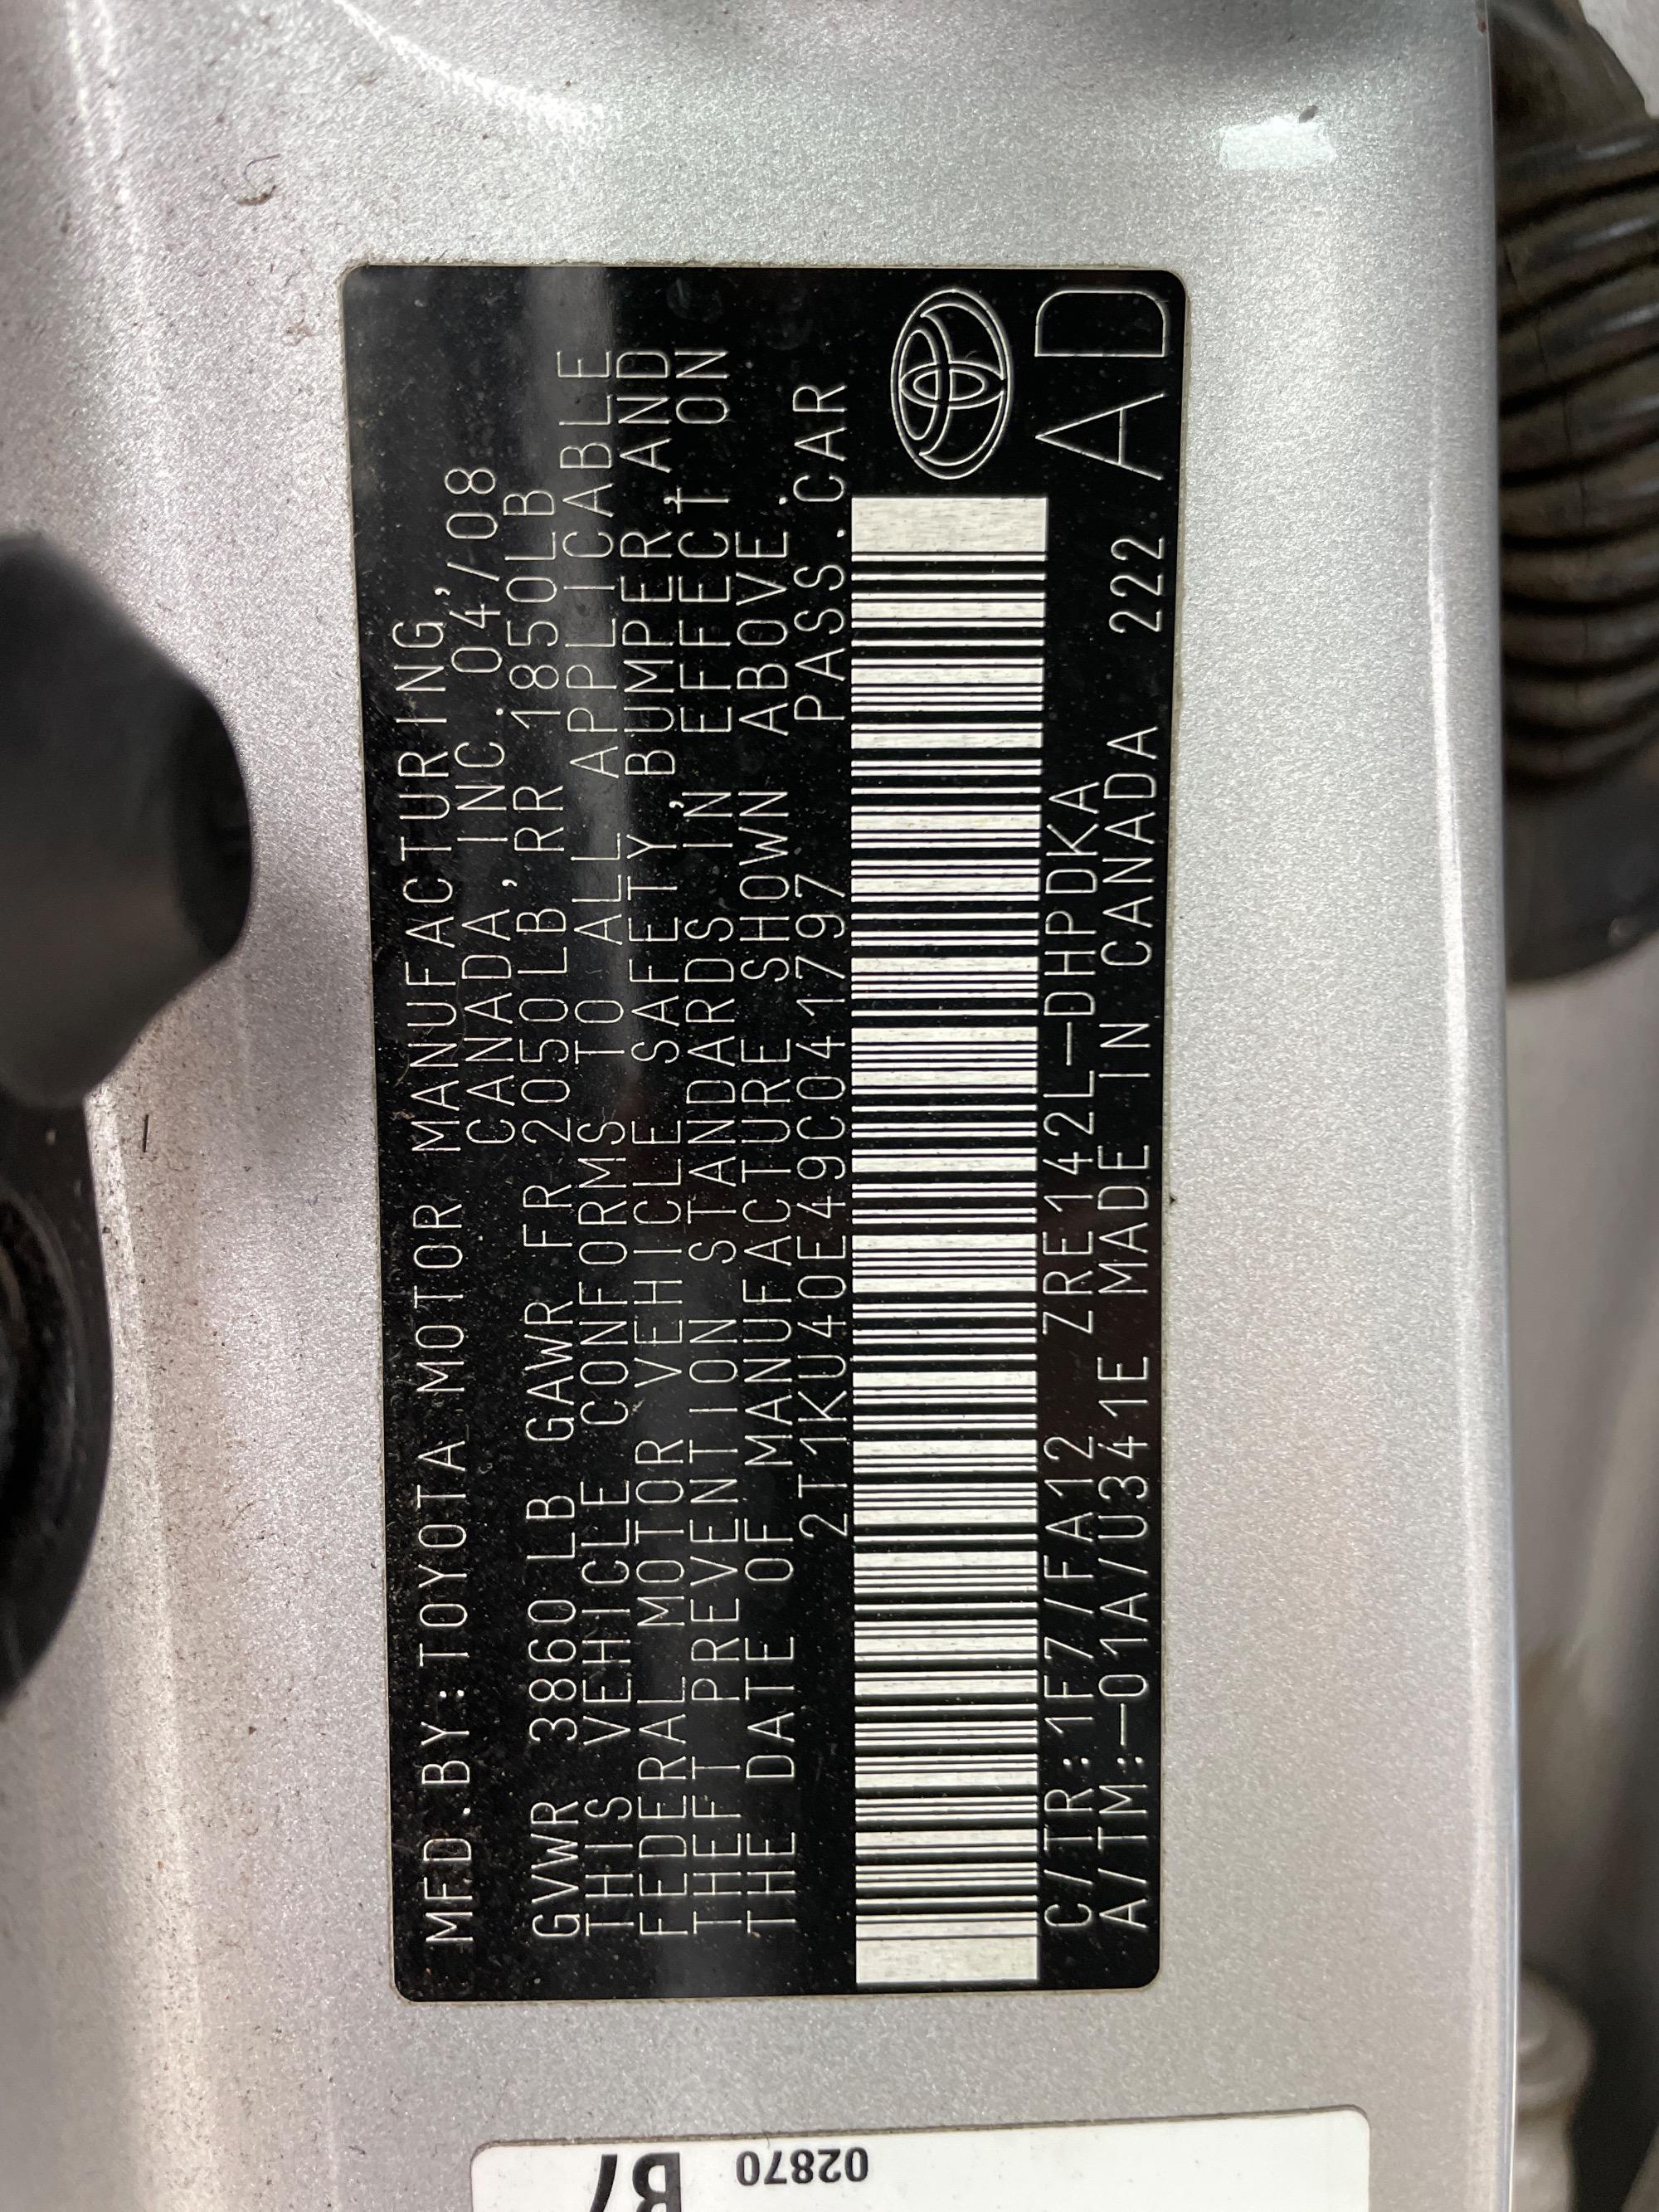 MFD.BY:TOYOTA MOTOR MANUFACTURING,
CANADA, INC. 04/08
GVWR 3860 LB GAWR FR 2050LB, RR 1850LB
THIS VEHICLE CONFORMS TO ALL APPLICABLE
FEDERAL MOTOR VEHICLE SAFETY, BUMPER, AND
THEFT PREVENTION STANDARDS IN EFFECT ON
THE DATE OF MANUFACTURE SHOWN ABOVE.
2T1KU40E49C041797 PASS.CAR
C/TR:1F7/FA12 ZRE142L-DHPDKA
A/TM:-01A/U341E MADE IN CANADA 222 AD
02870
B7